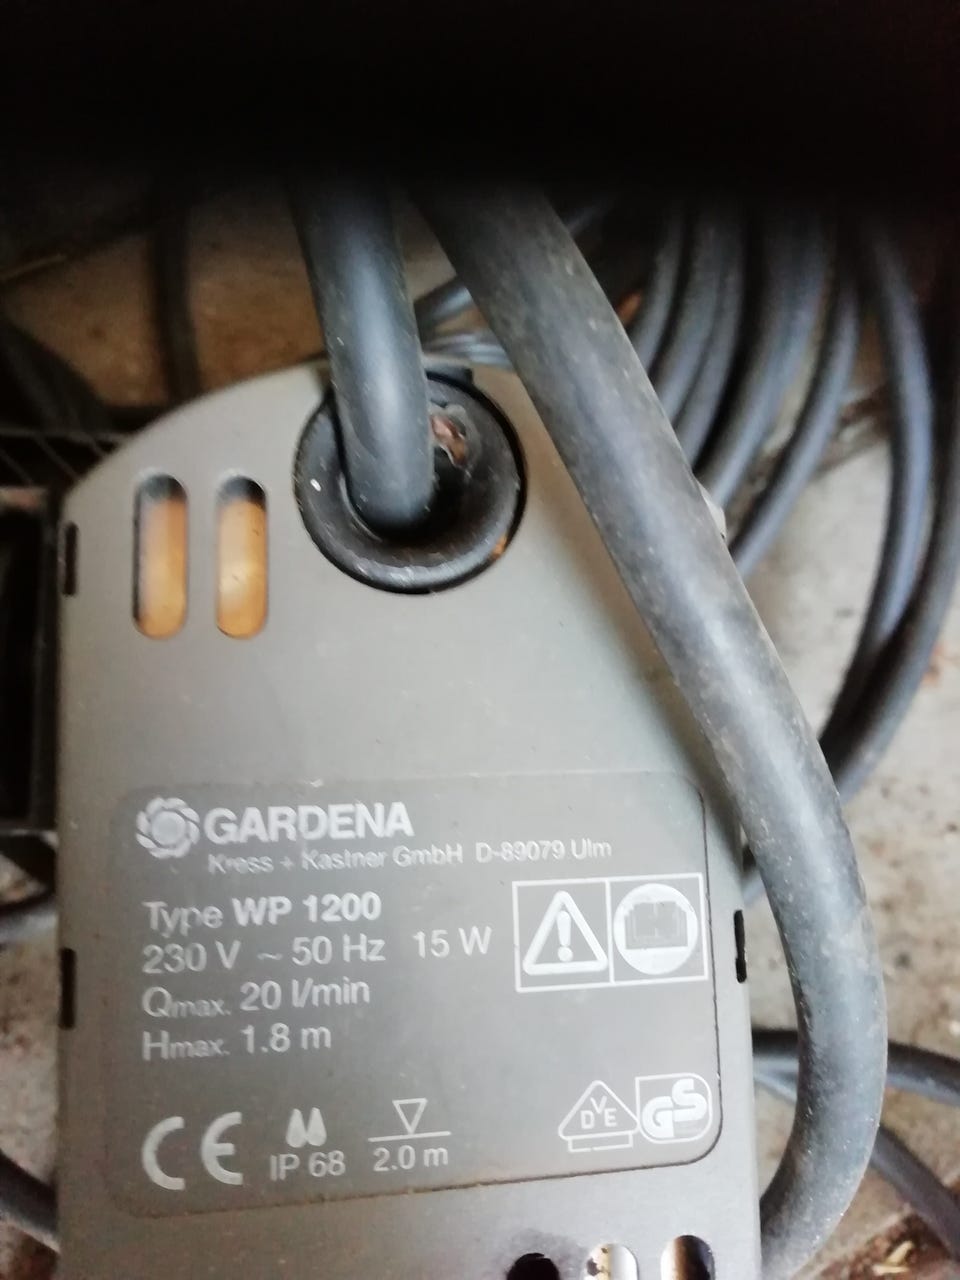 GARDENA
Kress + Kastner GmbH D-89079 Ulm
Type WP 1200
230 V ~ 50 Hz 15 W
Qmax. 20 l/min
Hmax. 1.8 m
CE IP 68 2.0 m
DVE GS